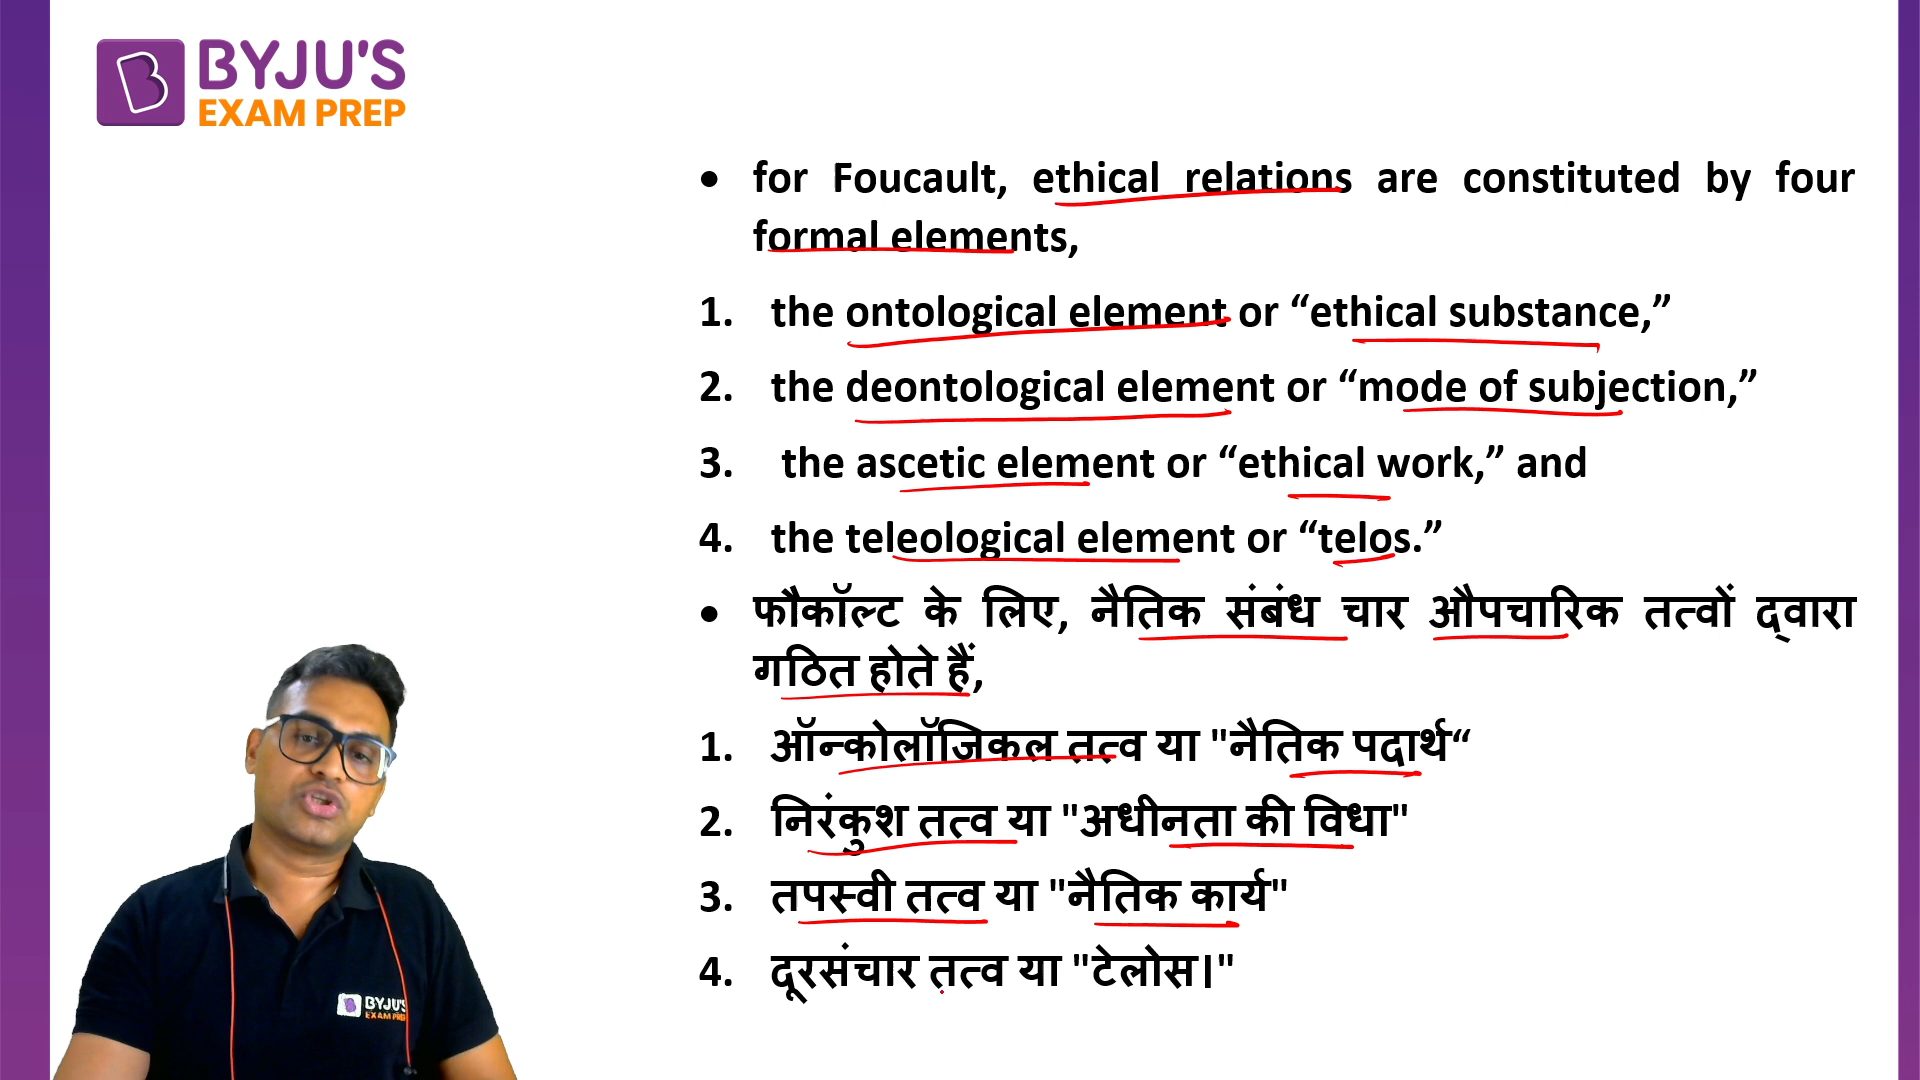 BYJU'S
EXAM PREP
• for Foucault, ethical relations are constituted by four
formal elements,
1. the ontological element or “ethical substance,”
2. the deontological element or “mode of subjection,”
3. the ascetic element or “ethical work,” and
4. the teleological element or “telos.”
• फौकॉल्ट के लिए, नैतिक संबंध चार औपचारिक तत्वों द्वारा
गठित होते हैं,
1. ऑन्कोलॉजिकल तत्व या "नैतिक पदार्थ“
2. निरंकुश तत्व या "अधीनता की विधा"
3. तपस्वी तत्व या "नैतिक कार्य"
4. दूरसंचार तत्व या "टेलोस।"
BYJU'S
EXAM PREP